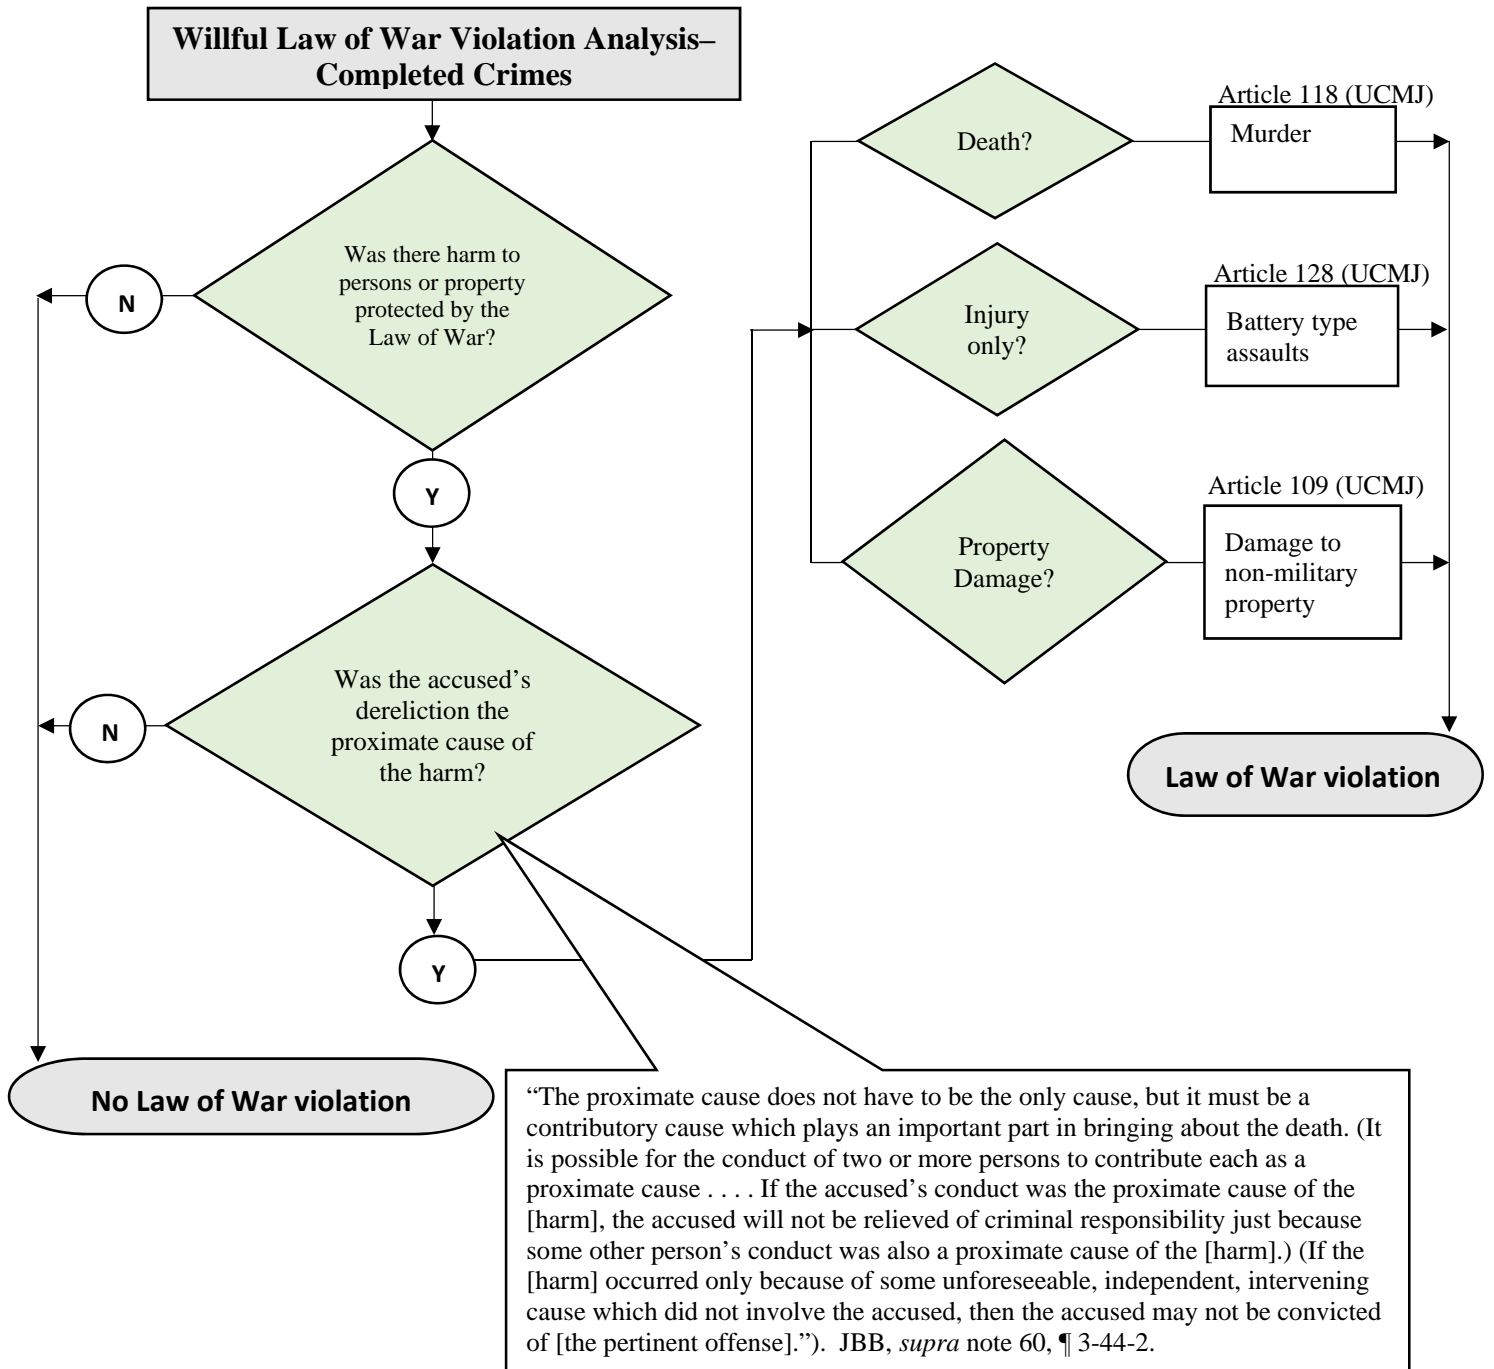 Willful Law of War Violation Analysis–
Completed Crimes
Was there harm to
persons or property
protected by the
Law of War?
N
Y
Was the accused’s
dereliction the
proximate cause of
the harm?
N
Y
No Law of War violation
Death?
Article 118 (UCMJ)
Murder
Injury
only?
Article 128 (UCMJ)
Battery type
assaults
Property
Damage?
Article 109 (UCMJ)
Damage to
non-military
property
Law of War violation
“The proximate cause does not have to be the only cause, but it must be a
contributory cause which plays an important part in bringing about the death. (It
is possible for the conduct of two or more persons to contribute each as a
proximate cause . . . . If the accused’s conduct was the proximate cause of the
[harm], the accused will not be relieved of criminal responsibility just because
some other person’s conduct was also a proximate cause of the [harm].) (If the
[harm] occurred only because of some unforeseeable, independent, intervening
cause which did not involve the accused, then the accused may not be convicted
of [the pertinent offense].”). JBB, supra note 60, ¶ 3-44-2.